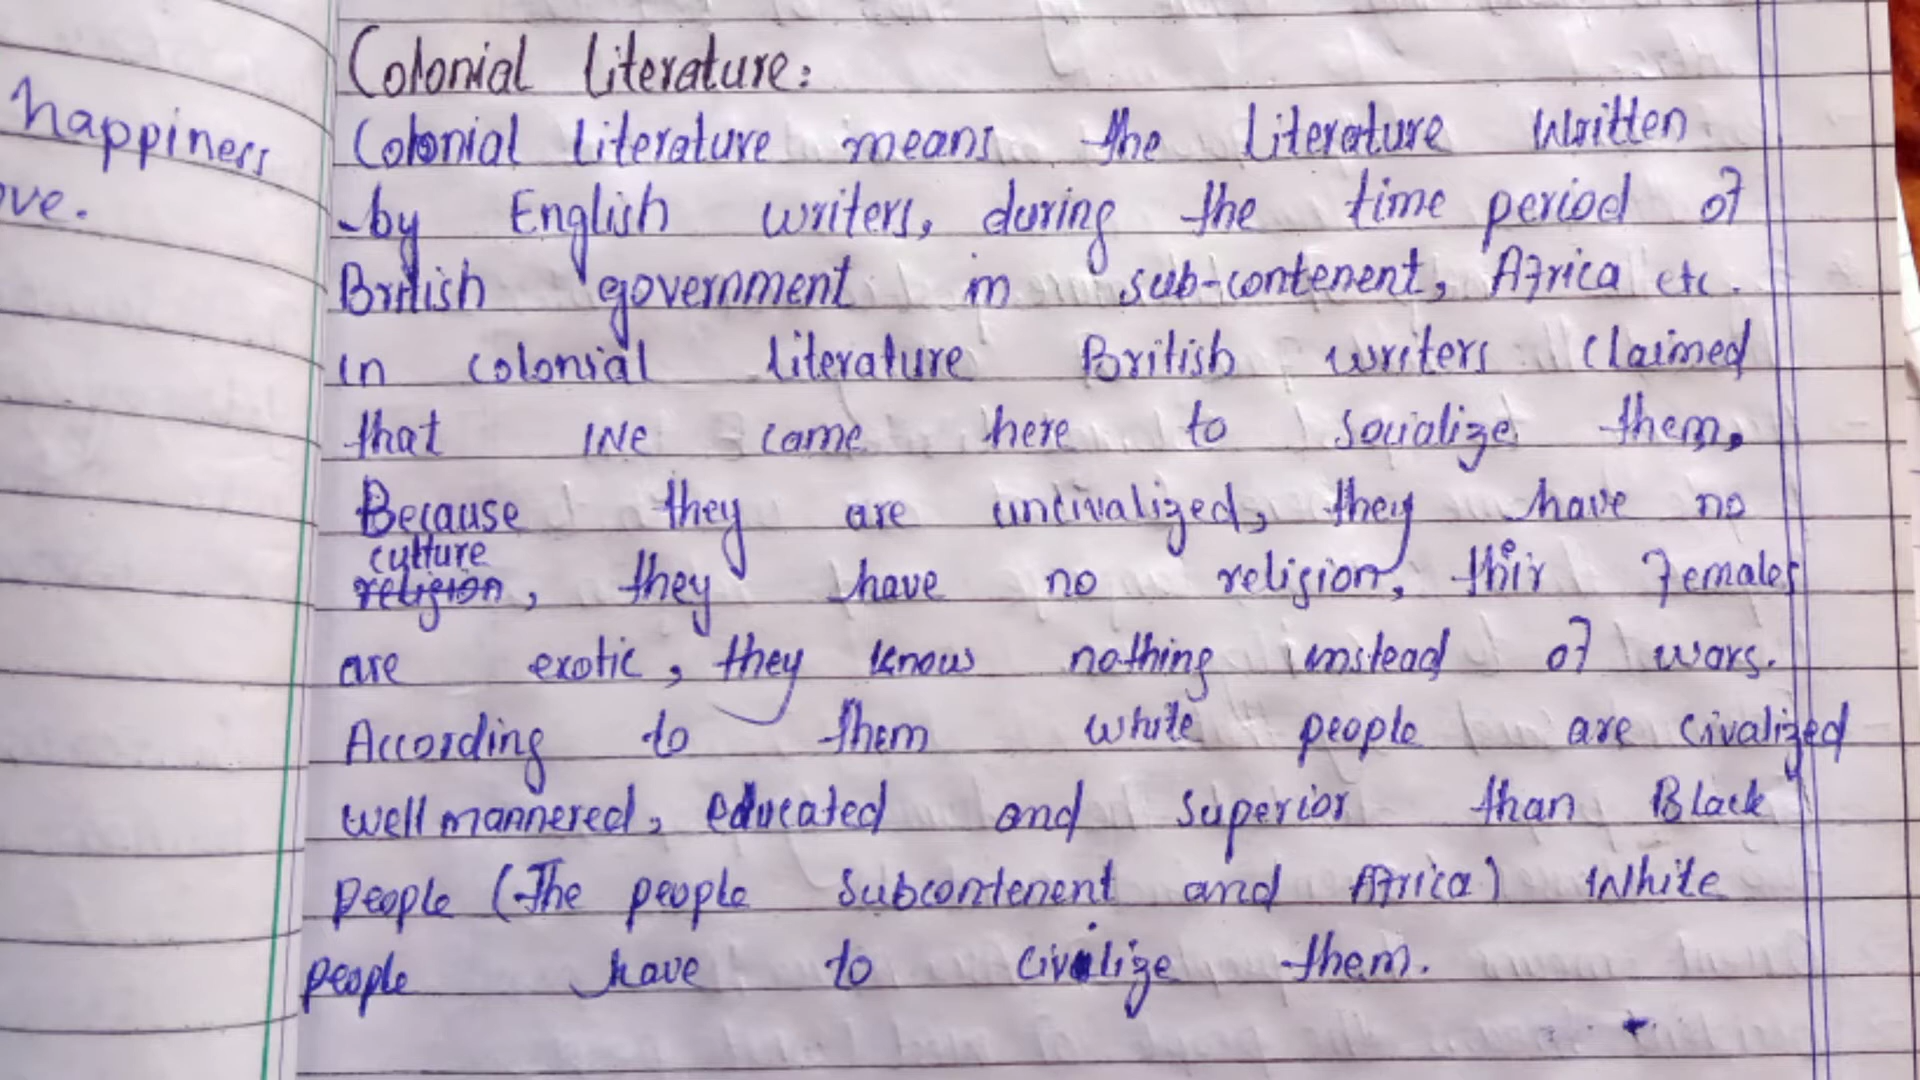 happiness
ove.
Colonial literature:
Colonial literature means the literature written
by English writers, during the time period of
British government in sub-contenent, Africa etc.
in colonial literature British writers claimed
that we came here to socialize them,
Because they are uncivalized, they have no
culture
religion, they have no religion, their females
are exotic, they know nothing instead of wars.
According to them white people are civalized
well mannered, educated and superior than Black
people (The people subcontenent and Africa) White
people have to civilize them.